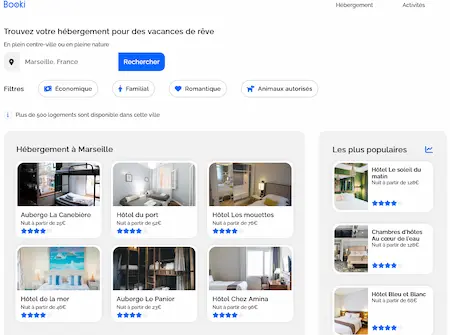 Booki
Hébergement
Activités
Trouvez votre hébergement pour des vacances de rêve
En plein centre-ville ou en pleine nature
Marseille, France
Rechercher
Filtres
Économique
Familial
Romantique
Animaux autorisés
Plus de 500 logements sont disponible dans cette ville
Hébergement à Marseille
Auberge La Canebière
Nuit à partir de 25€
Hôtel du port
Nuit à partir de 52€
Hôtel Les mouettes
Nuit à partir de 76€
Hôtel de la mer
Nuit à partir de 46€
Auberge Le Panier
Nuit à partir de 23€
Hôtel Chez Amina
Nuit à partir de 96€
Les plus populaires
Hôtel Le soleil du
matin
Nuit à partir de 128€
Chambres d'hôtes
Au cœur de l'eau
Nuit à partir de 71€
Hôtel Bleu et Blanc
Nuit à partir de 68€